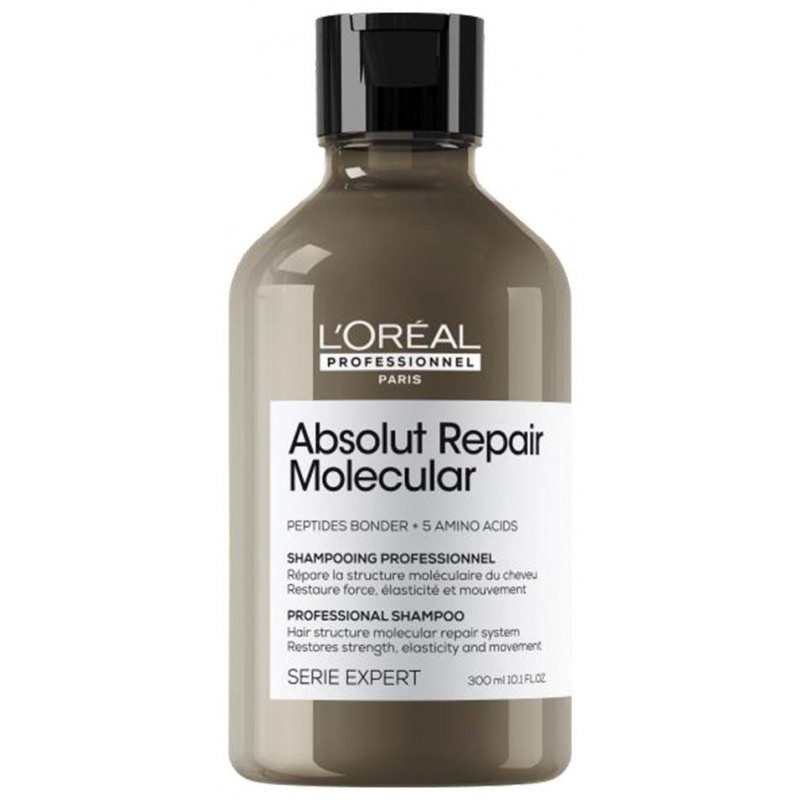 L'ORÉAL
PROFESSIONNEL
PARIS
Absolut Repair
Molecular
PEPTIDES BONDER + 5 AMINO ACIDS
SHAMPOOING PROFESSIONNEL
Répare la structure moléculaire du cheveu
Restaure force, élasticité et mouvement
PROFESSIONAL SHAMPOO
Hair structure molecular repair system
Restores strength, elasticity and movement
SERIE EXPERT 300 ml 10.1 FL.OZ.